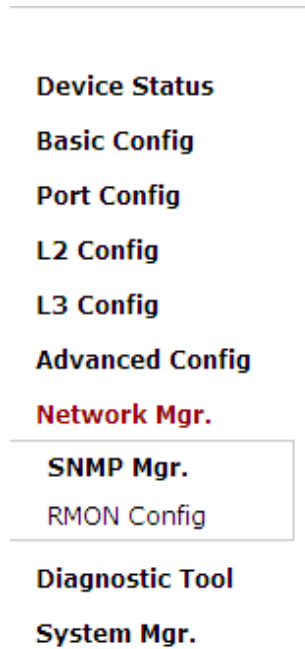 Device Status
Basic Config
Port Config
L2 Config
L3 Config
Advanced Config
Network Mgr.
SNMP Mgr.
RMON Config
Diagnostic Tool
System Mgr.